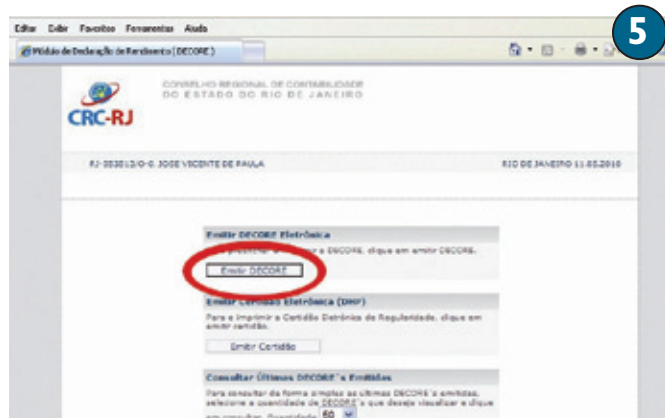 Editar Exibir Favoritos Ferramentas Ajuda
5
Módulo de Declaração de Rendimento (DECORE)
CONSELHO REGIONAL DE CONTABILIDADE
DO ESTADO DO RIO DE JANEIRO
CRC-RJ
JOSE VICENTE DE PAULA
RIO DE JANEIRO 11.05.2010
Emitir DECORE Eletrônica
a DECORE, clique em emitir DECORE.
Emitir DECORE
Emitir Certidão Eletrônica (DHP)
Para e imprimir a Certidão Eletrônica de Regularidade, clique em
emitir certidão.
Emitir Certidão
Consultar Últimas DECORE`s Emitidas
Para consultar de forma simples as últimas DECORE`s emitidas,
selecione a quantidade de DECORE`s que deseja visualizar e clique
em consultar. Quantidade 50